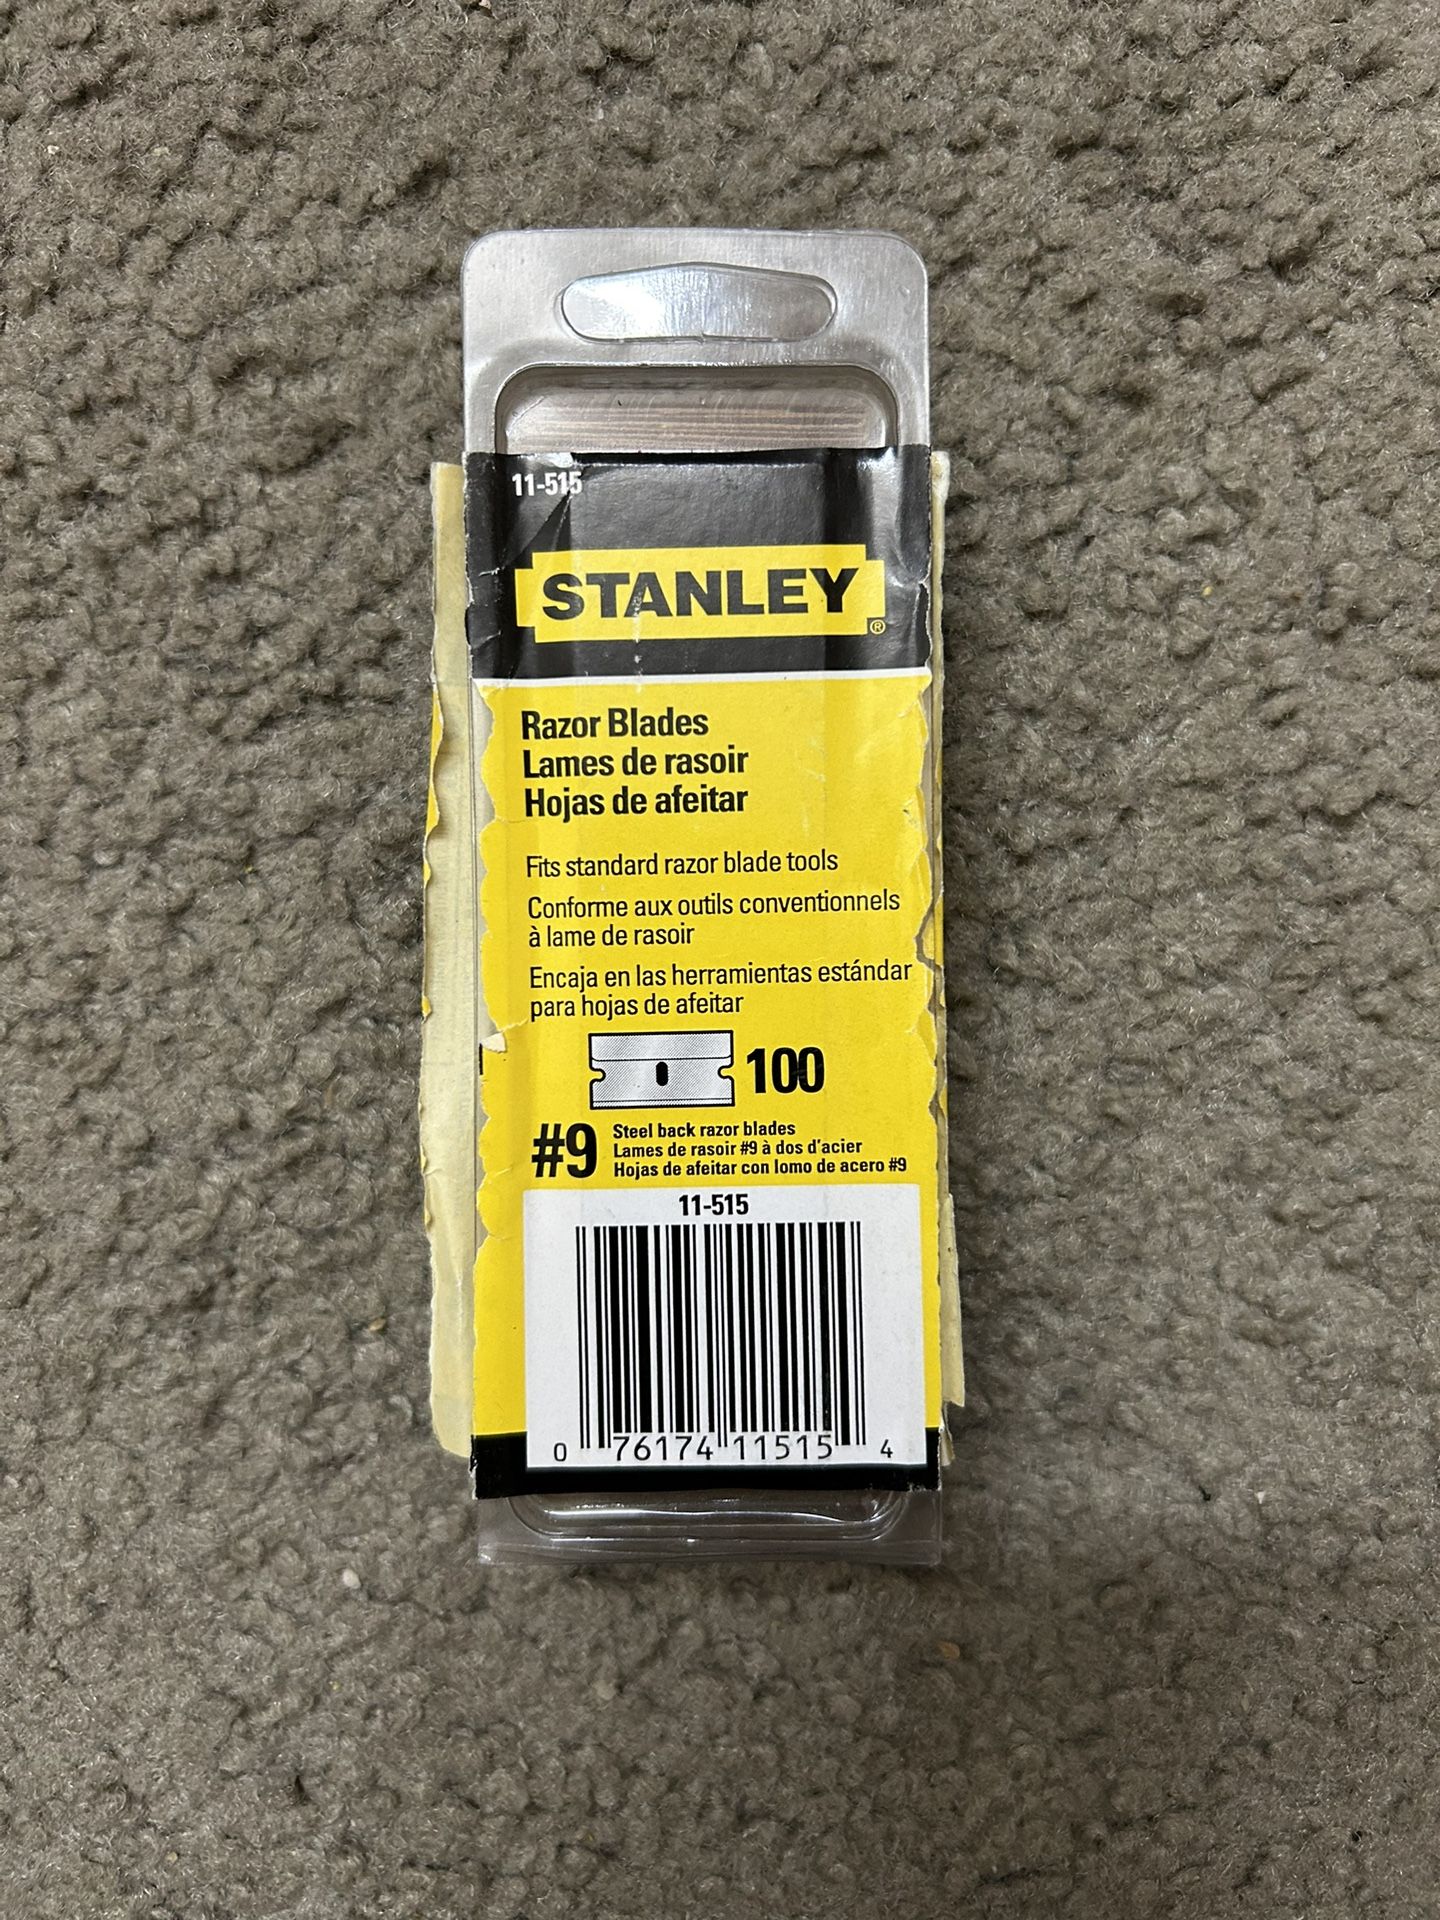 11-515
STANLEY®
Razor Blades
Lames de rasoir
Hojas de afeitar
Fits standard razor blade tools
Conforme aux outils conventionnels
à lame de rasoir
Encaja en las herramientas estándar
para hojas de afeitar
100
#9 Steel back razor blades
Lames de rasoir #9 à dos d'acier
Hojas de afeitar con lomo de acero #9
11-515
0 76174 11515 4